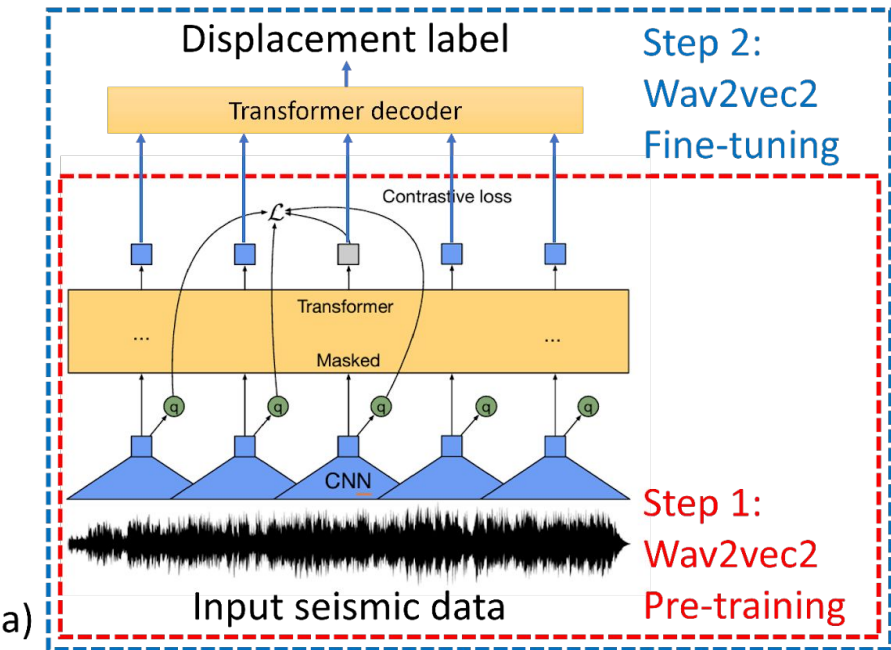 Displacement label
Step 2:
Wav2vec2
Fine-tuning
Transformer decoder
Contrastive loss
ℒ
Transformer
...
...
Masked
q
q
q
q
q
CNN
Step 1:
Wav2vec2
Pre-training
Input seismic data
a)